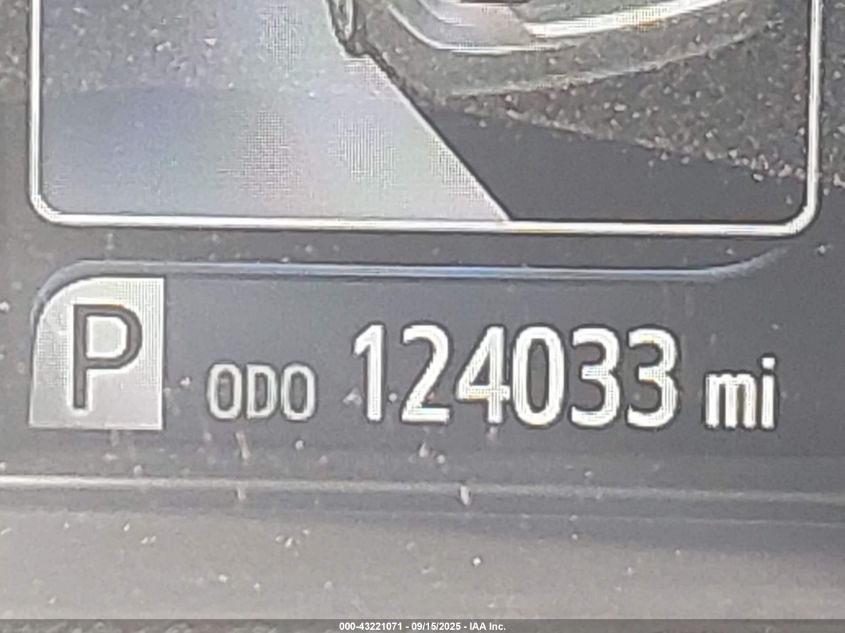 P ODO 124033 mi
000-43221071 - 09/15/2025 - IAA Inc.